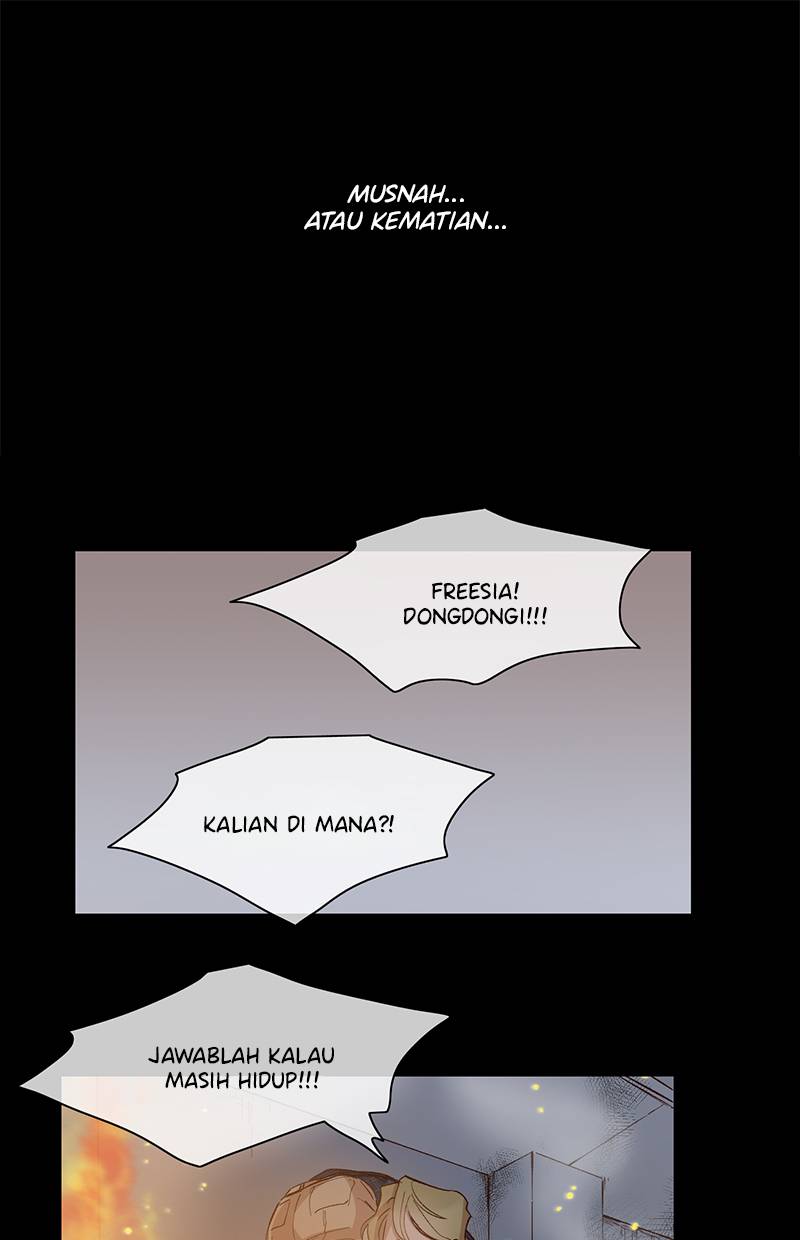 MUSNAH...
ATAU KEMATIAN...
FREESIA!
DONGDONGI!!!
KALIAN DI MANA?!
JAWABLAH KALAU
MASIH HIDUP!!!